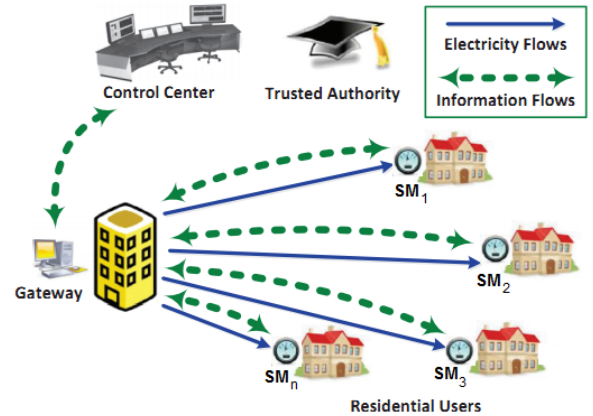 Electricity Flows
Control Center
Trusted Authority
Information Flows
SM1
SM2
Gateway
SMn
SM3
Residential Users